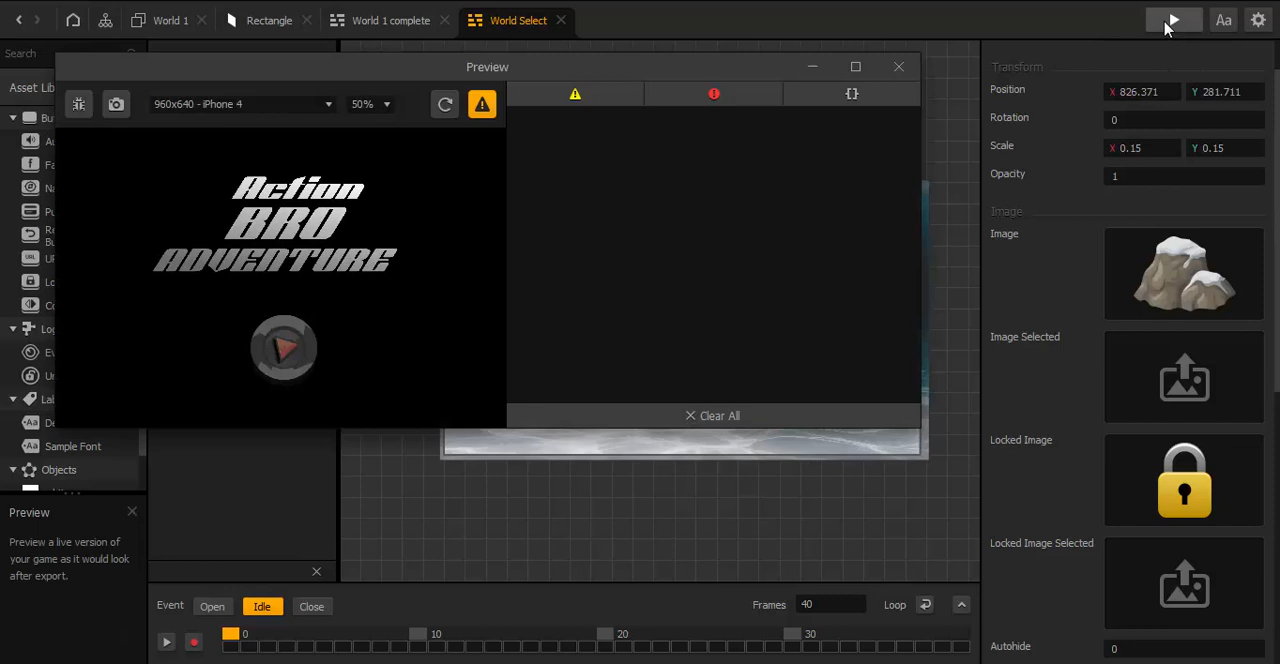 World 1
Rectangle
World 1 complete
World Select
Aa
Search
Preview
Asset Lib
960x640 - iPhone 4
50%
Action
BRO
ADVENTURE
Clear All
Sample Font
Objects
Preview
Preview a live version of
your game as it would look
after export.
Event
Open
Idle
Close
Frames
40
Loop
0
10
20
30
Transform
Position
X 826.371
Y 281.711
Rotation
0
Scale
X 0.15
Y 0.15
Opacity
1
Image
Image
Image Selected
Locked Image
Locked Image Selected
Autohide
0